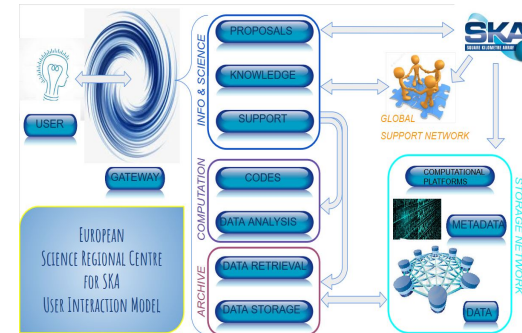 PROPOSALS
SKA
SQUARE KILOMETRE ARRAY
INFO & SCIENCE
KNOWLEDGE
USER
SUPPORT
GLOBAL
SUPPORT NETWORK
GATEWAY
COMPUTATION
CODES
DATA ANALYSIS
COMPUTATIONAL
PLATFORMS
METADATA
STORAGE NETWORK
EUROPEAN
SCIENCE REGIONAL CENTRE
FOR SKA
USER INTERACTION MODEL
ARCHIVE
DATA RETRIEVAL
DATA STORAGE
DATA